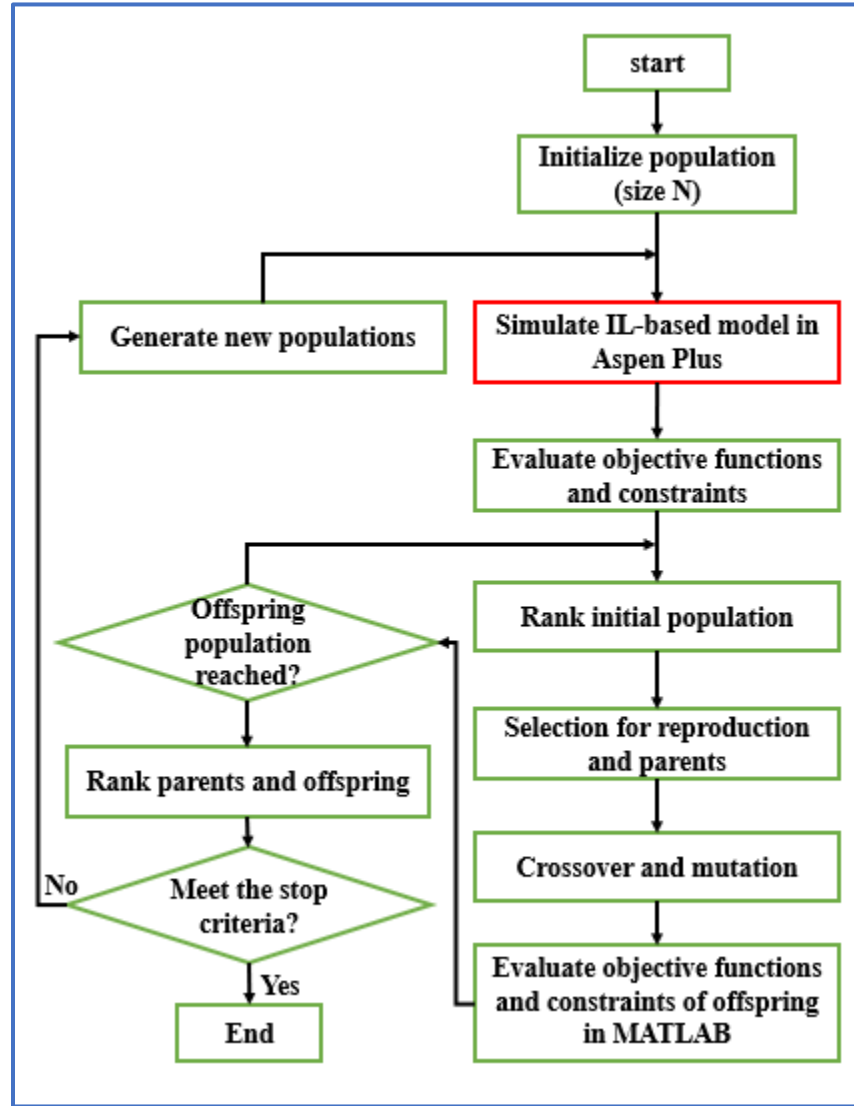 start
Initialize population
(size N)
Generate new populations
Simulate IL-based model in
Aspen Plus
Evaluate objective functions
and constraints
Offspring
population
reached?
Rank initial population
Selection for reproduction
and parents
Rank parents and offspring
Crossover and mutation
No
Meet the stop
criteria?
Yes
Evaluate objective functions
and constraints of offspring
in MATLAB
End